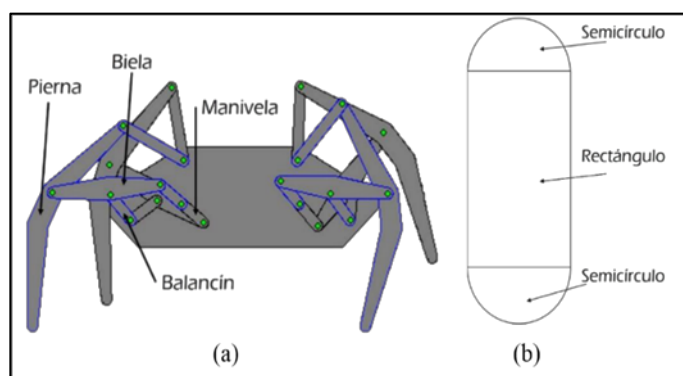 Pierna
Biela
Manivela
Balancín
(a)
Semicírculo
Rectángulo
Semicírculo
(b)